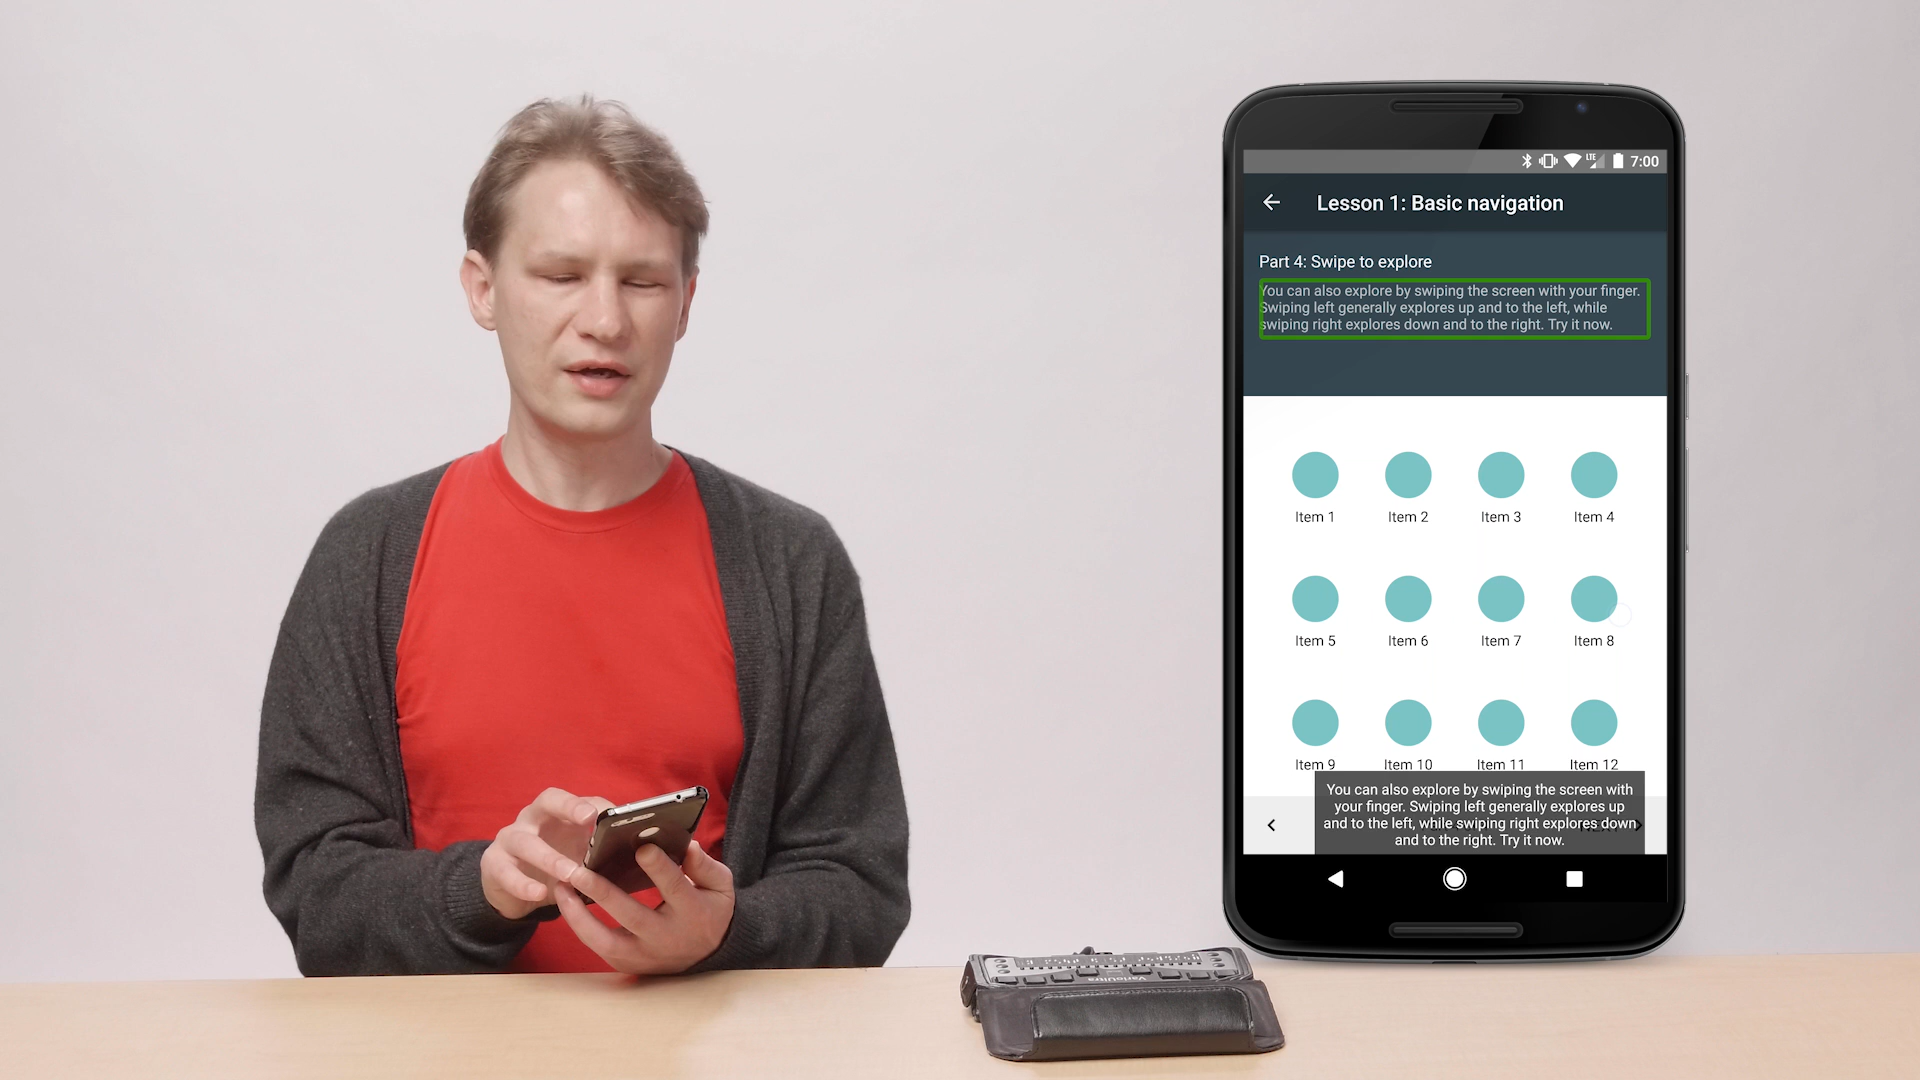 LTE 7:00
Lesson 1: Basic navigation
Part 4: Swipe to explore
You can also explore by swiping the screen with your finger.
Swiping left generally explores up and to the left, while
swiping right explores down and to the right. Try it now.
Item 1 Item 2 Item 3 Item 4
Item 5 Item 6 Item 7 Item 8
Item 9 Item 10 Item 11 Item 12
You can also explore by swiping the screen with
your finger. Swiping left generally explores up
and to the left, while swiping right explores down
and to the right. Try it now.
VarioUltra